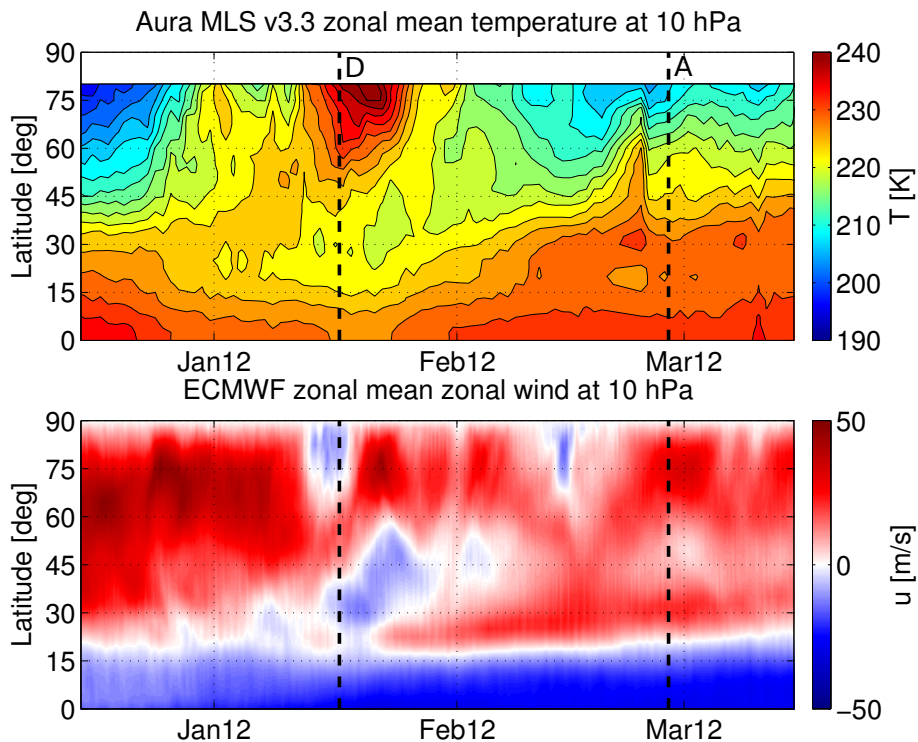 Aura MLS v3.3 zonal mean temperature at 10 hPa
D
A
90
75
60
45
30
15
0
Latitude [deg]
Jan12
Feb12
Mar12
240
230
220
210
200
190
T [K]
ECMWF zonal mean zonal wind at 10 hPa
90
75
60
45
30
15
0
Latitude [deg]
Jan12
Feb12
Mar12
50
0
−50
u [m/s]